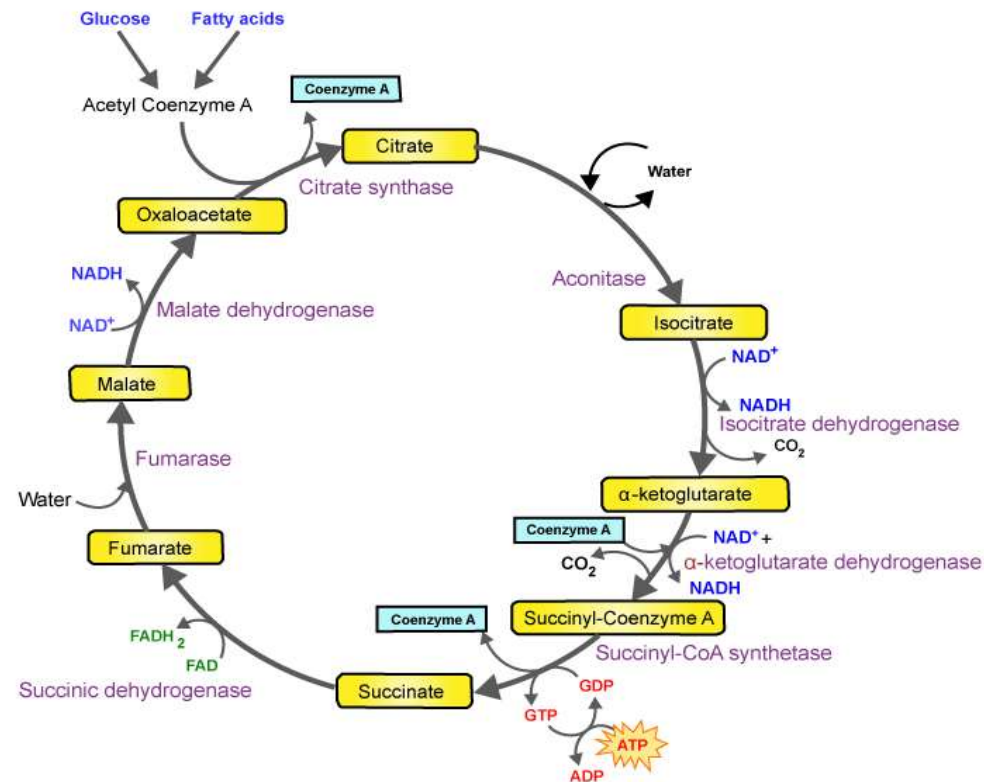 Glucose
Fatty acids
Acetyl Coenzyme A
Coenzyme A
Citrate
Water
Citrate synthase
Oxaloacetate
Aconitase
NADH
Malate dehydrogenase
NAD+
Isocitrate
NAD+
Malate
NADH
Isocitrate dehydrogenase
CO2
Fumarase
α-ketoglutarate
Water
Coenzyme A
NAD+ +
Fumarate
CO2
α-ketoglutarate dehydrogenase
NADH
Coenzyme A
Succinyl-Coenzyme A
FADH2
FAD
Succinyl-CoA synthetase
Succinic dehydrogenase
Succinate
GDP
GTP
ATP
ADP